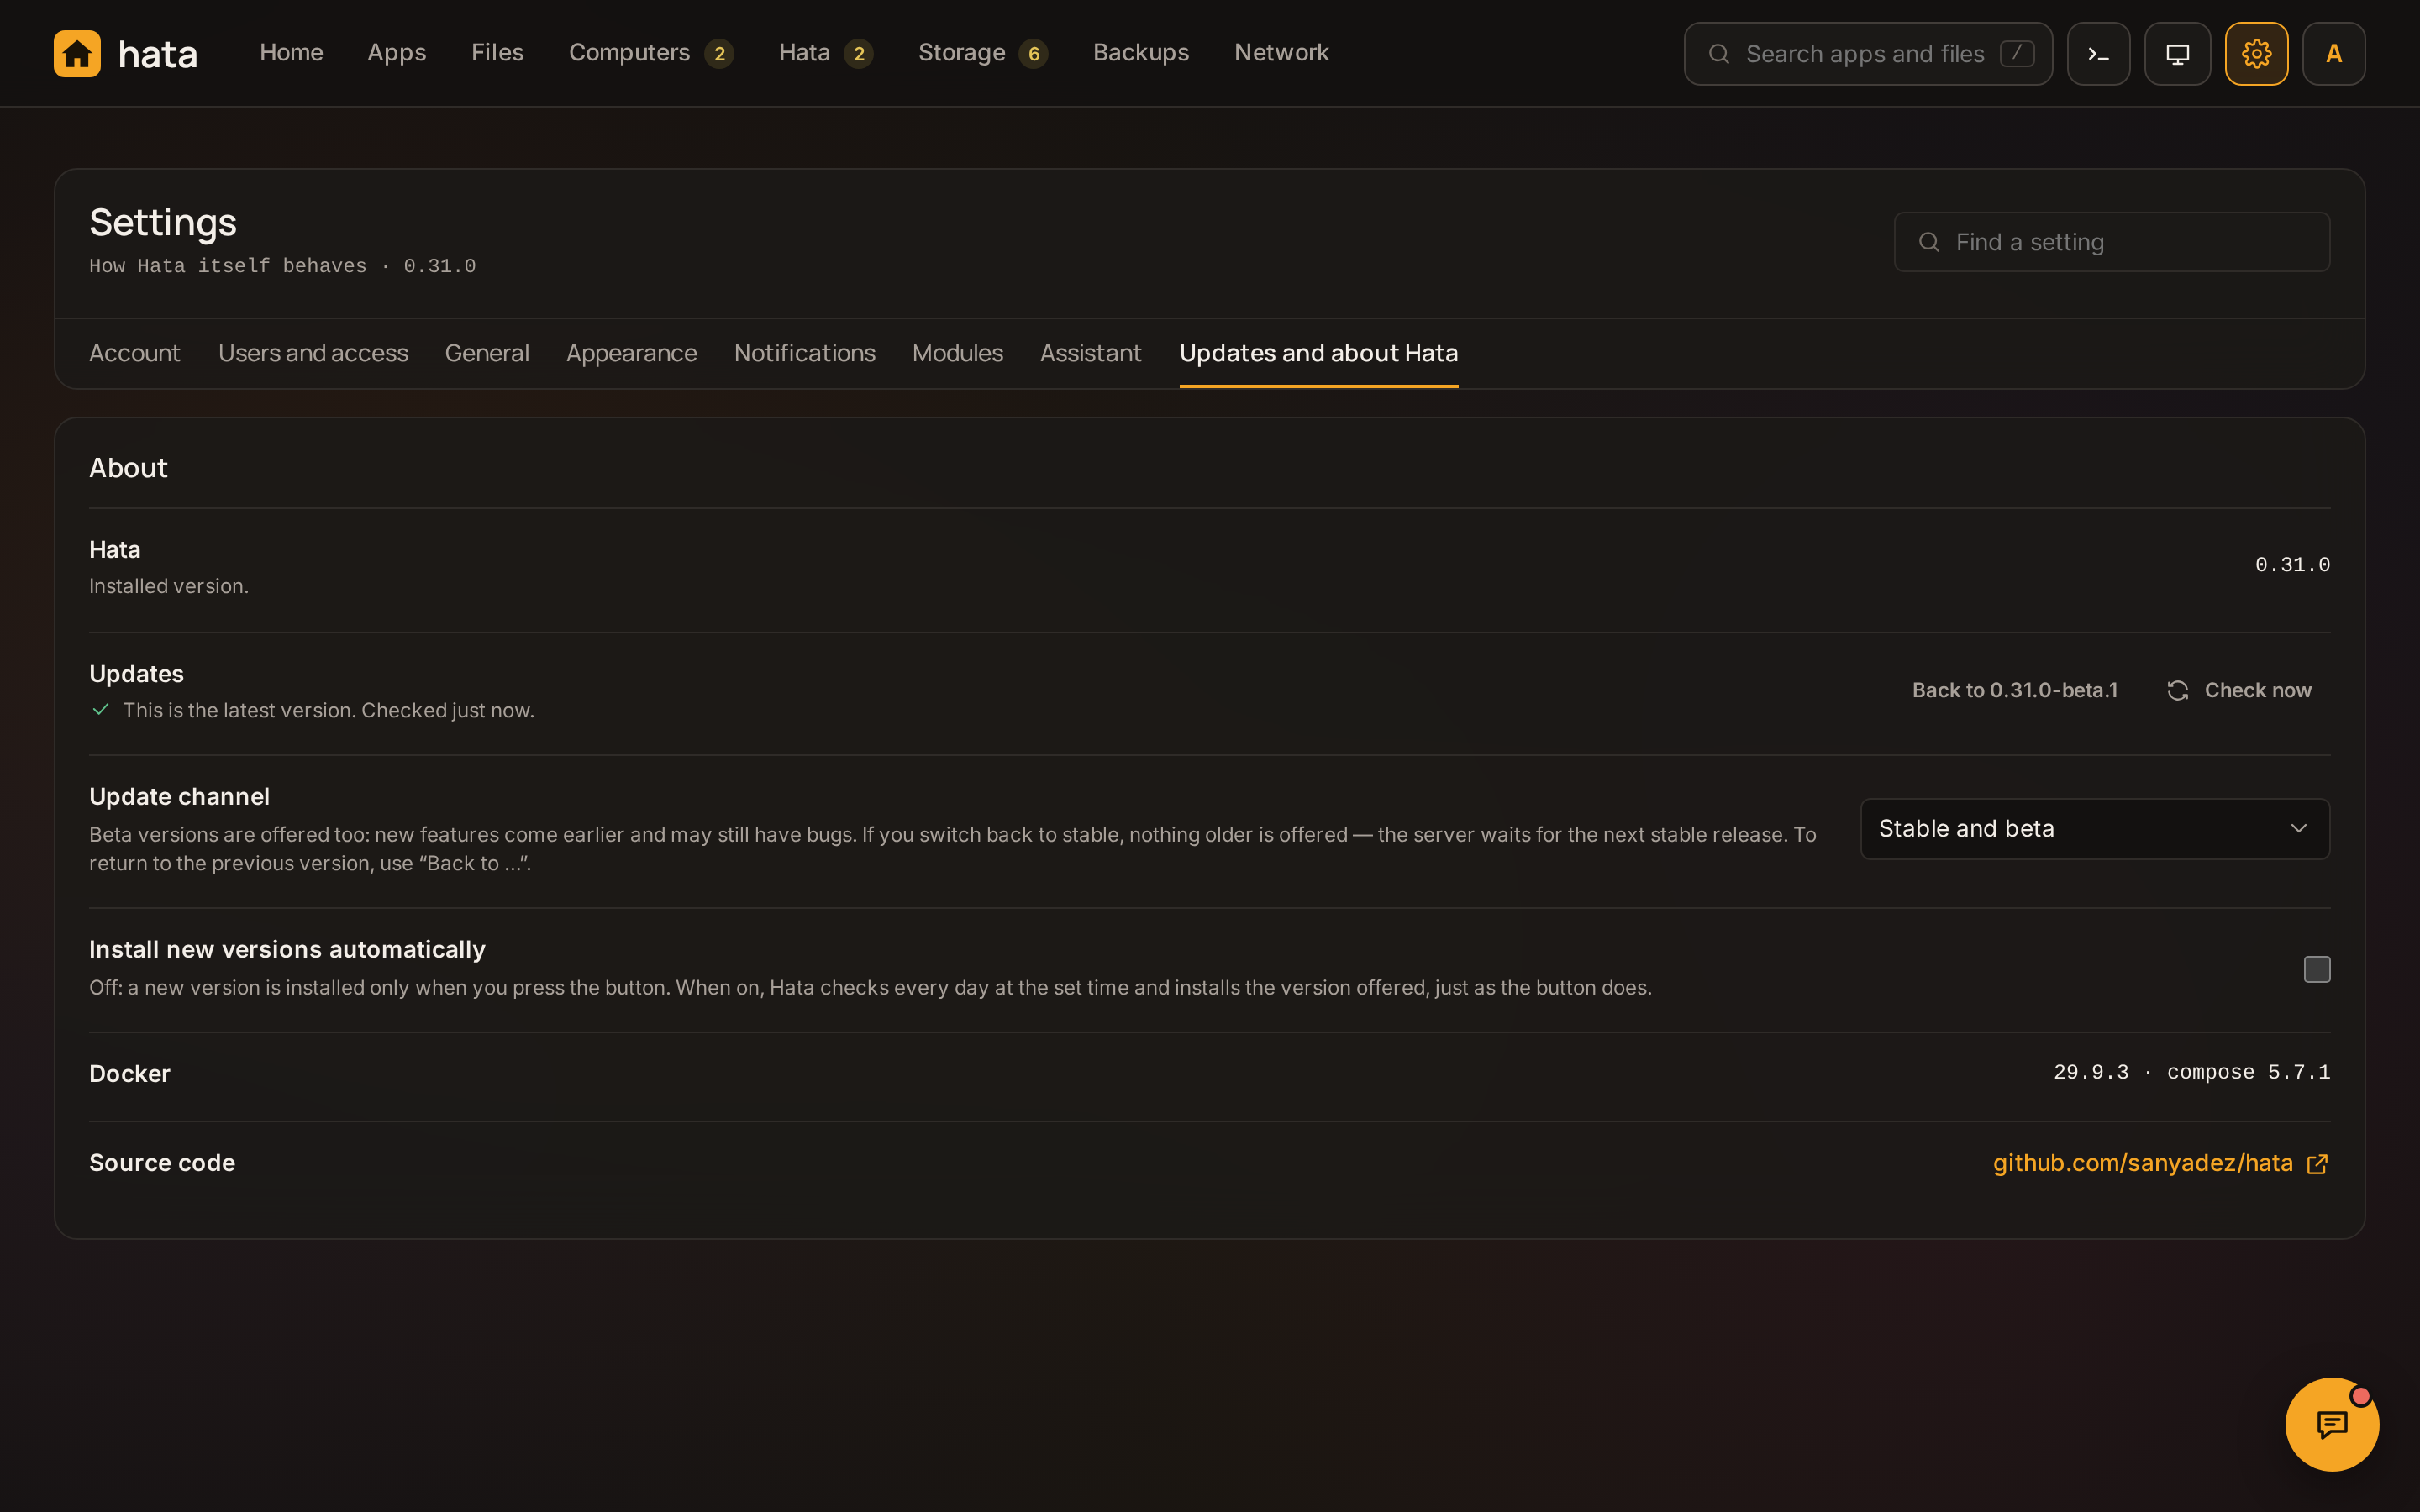 hata Home Apps Files Computers 2 Hata 2 Storage 6 Backups Network Search apps and files / A
Settings
How Hata itself behaves · 0.31.0
Find a setting
Account Users and access General Appearance Notifications Modules Assistant Updates and about Hata
About
Hata
Installed version.
0.31.0
Updates
This is the latest version. Checked just now.
Back to 0.31.0-beta.1 Check now
Update channel
Beta versions are offered too: new features come earlier and may still have bugs. If you switch back to stable, nothing older is offered — the server waits for the next stable release. To
return to the previous version, use “Back to ...”.
Stable and beta
Install new versions automatically
Off: a new version is installed only when you press the button. When on, Hata checks every day at the set time and installs the version offered, just as the button does.
Docker
29.9.3 · compose 5.7.1
Source code
github.com/sanyadez/hata